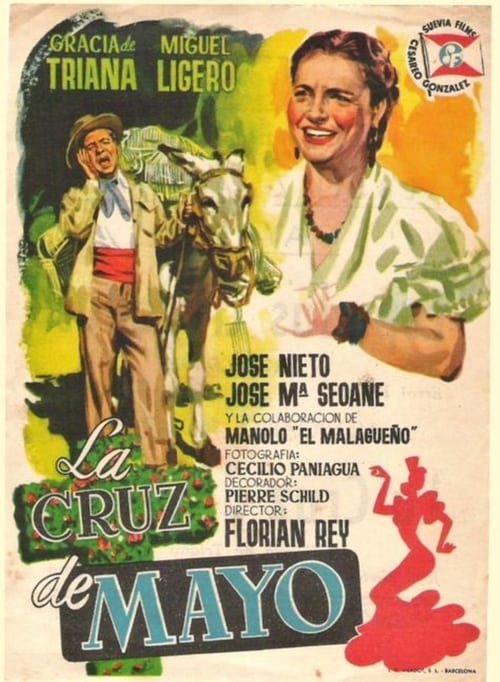 GRACIA de MIGUEL
TRIANA LIGERO
SUEVIA FILMS
CESAREO GONZALEZ
JOSE NIETO
JOSE Mª SEOANE
Y LA COLABORACION DE
MANOLO "EL MALAGUEÑO"
FOTOGRAFIA:
CECILIO PANIAGUA
DECORADOR:
PIERRE SCHILD
DIRECTOR:
FLORIAN REY
La
CRUZ
de MAYO
S. L. - BARCELONA